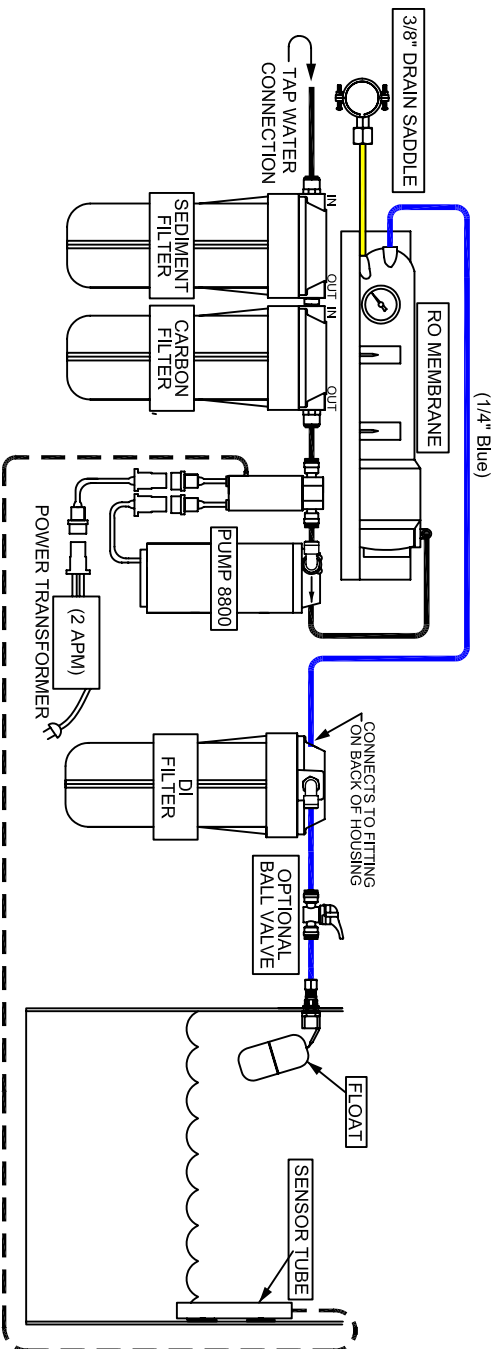 3/8" DRAIN SADDLE
TAP WATER
CONNECTION
(1/4" Blue)
RO MEMBRANE
IN
OUT
IN
OUT
SEDIMENT
FILTER
CARBON
FILTER
PUMP 8800
(2 APM)
POWER TRANSFORMER
CONNECTS TO FITTING
ON BACK OF HOUSING
DI
FILTER
OPTIONAL
BALL VALVE
FLOAT
SENSOR TUBE